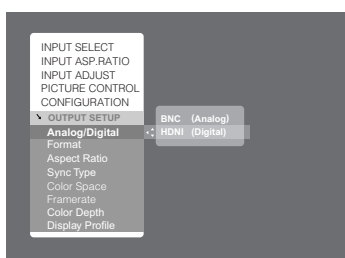 INPUT SELECT
INPUT ASP.RATIO
INPUT ADJUST
PICTURE CONTROL
CONFIGURATION
OUTPUT SETUP
Analog/Digital
Format
Aspect Ratio
Sync Type
Color Space
Framerate
Color Depth
Display Profile
BNC (Analog)
HDNI (Digital)